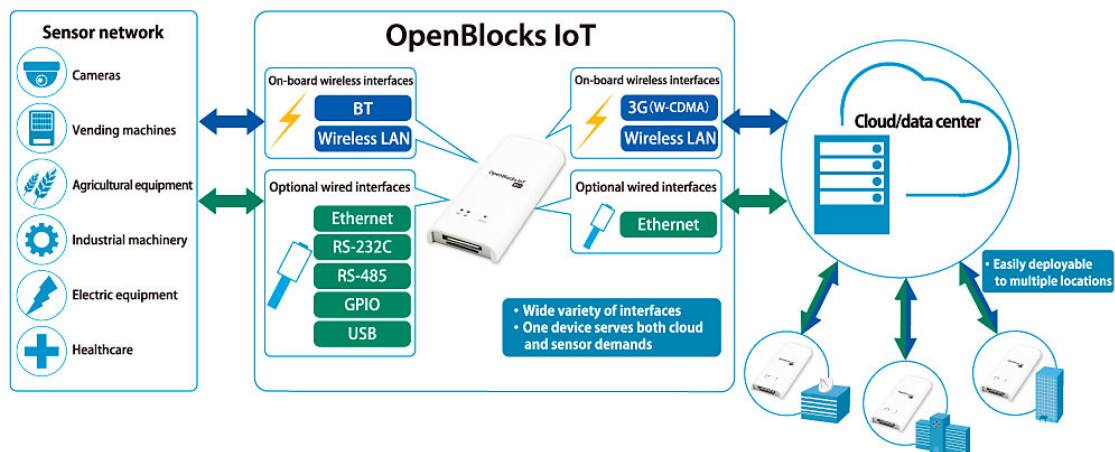 Sensor network
Cameras
Vending machines
Agricultural equipment
Industrial machinery
Electric equipment
Healthcare
OpenBlocks IoT
On-board wireless interfaces
BT
Wireless LAN
Optional wired interfaces
Ethernet
RS-232C
RS-485
GPIO
USB
OpenBlocks IoT
On-board wireless interfaces
3G(W-CDMA)
Wireless LAN
Optional wired interfaces
Ethernet
• Wide variety of interfaces
• One device serves both cloud
and sensor demands
Cloud/data center
• Easily deployable
to multiple locations